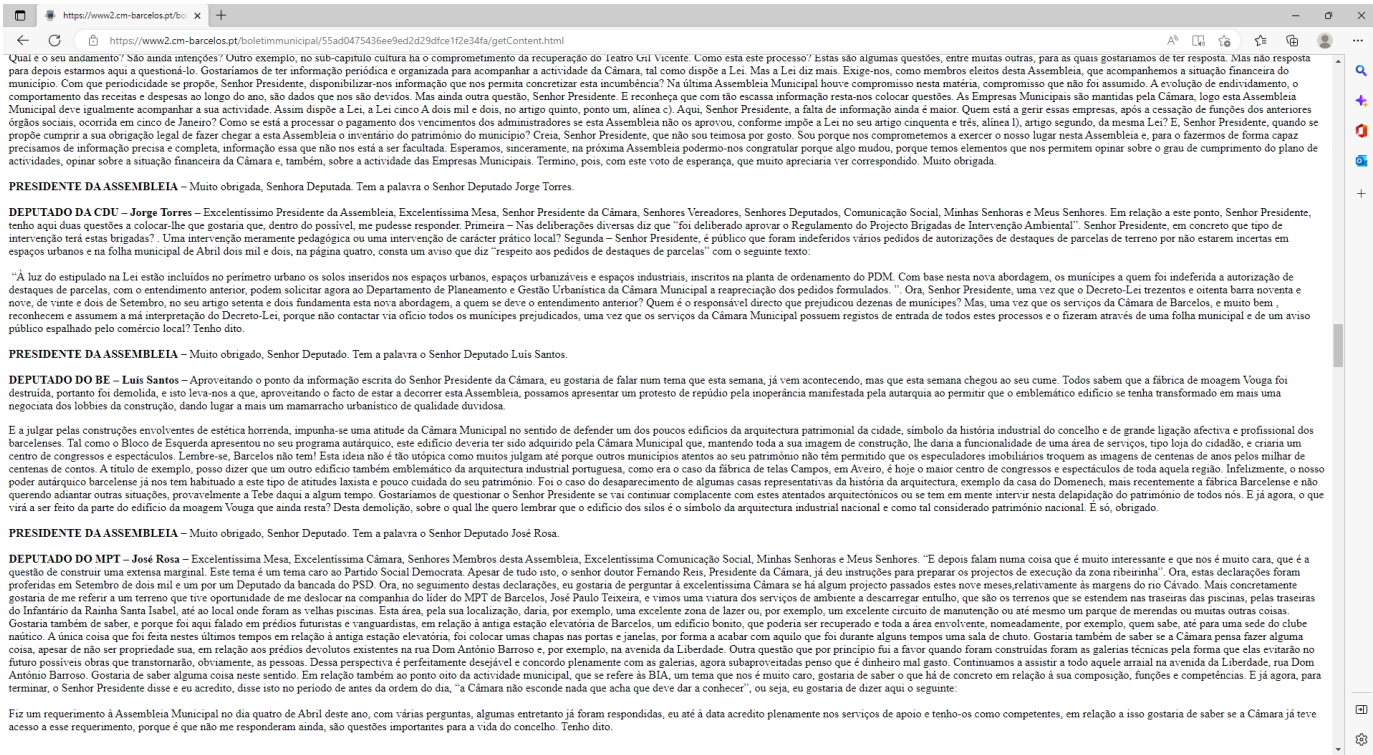 https://www2.cm-barcelos.pt/bo
https://www2.cm-barcelos.pt/boletimmunicipal/55ad0475436ee9ed2d29dfce1f2e34fa/getContent.html
Qual é o seu andamento? São ainda intenções? Outro exemplo, no sub-capítulo cultura há o comprometimento da recuperação do Teatro Gil Vicente. Como esta este processo? Estas são algumas questões, entre muitas outras, para as quais gostaríamos de ter resposta. Mas não resposta
para depois estarmos aqui a questioná-lo. Gostaríamos de ter informação periódica e organizada para acompanhar a actividade da Câmara, tal como dispõe a Lei. Mas a Lei diz mais. Exige-nos, como membros eleitos desta Assembleia, que acompanhemos a situação financeira do
município. Com que periodicidade se propõe, Senhor Presidente, disponibilizar-nos informação que nos permita concretizar esta incumbência? Na última Assembleia Municipal houve compromisso nesta matéria, compromisso que não foi assumido. A evolução de endividamento, o
comportamento das receitas e despesas ao longo do ano, são dados que nos são devidos. Mas ainda outra questão, Senhor Presidente. E reconheça que com tão escassa informação resta-nos colocar questões. As Empresas Municipais são mantidas pela Câmara, logo esta Assembleia
Municipal deve igualmente acompanhar a sua actividade. Assim dispõe a Lei, a Lei cinco A dois mil e dois, no artigo quinto, ponto um, alínea c). Aqui, Senhor Presidente, a falta de informação ainda é maior. Quem está a gerir essas empresas, após a cessação de funções dos anteriores
órgãos sociais, ocorrida em cinco de Janeiro? Como se está a processar o pagamento dos vencimentos dos administradores se esta Assembleia não os aprovou, conforme impõe a Lei no seu artigo cinquenta e três, alínea l), artigo segundo, da mesma Lei? E, Senhor Presidente, quando se
propõe cumprir a sua obrigação legal de fazer chegar a esta Assembleia o inventário do património do município? Creia, Senhor Presidente, que não sou teimosa por gosto. Sou porque nos comprometemos a exercer o nosso lugar nesta Assembleia e, para o fazermos de forma capaz
precisamos de informação precisa e completa, informação essa que não nos está a ser facultada. Esperamos, sinceramente, na próxima Assembleia podermo-nos congratular porque algo mudou, porque temos elementos que nos permitem opinar sobre o grau de cumprimento do plano de
actividades, opinar sobre a situação financeira da Câmara e, também, sobre a actividade das Empresas Municipais. Termino, pois, com este voto de esperança, que muito apreciaria ver correspondido. Muito obrigada.
PRESIDENTE DA ASSEMBLEIA – Muito obrigada, Senhora Deputada. Tem a palavra o Senhor Deputado Jorge Torres.
DEPUTADO DA CDU – Jorge Torres – Excelentíssimo Presidente da Assembleia, Excelentíssima Mesa, Senhor Presidente da Câmara, Senhores Vereadores, Senhores Deputados, Comunicação Social, Minhas Senhoras e Meus Senhores. Em relação a este ponto, Senhor Presidente,
tenho aqui duas questões a colocar-lhe que gostaria que, dentro do possível, me pudesse responder. Primeira – Nas deliberações diversas diz que “foi deliberado aprovar o Regulamento do Projecto Brigadas de Intervenção Ambiental”. Senhor Presidente, em concreto que tipo de
intervenção terá estas brigadas? . Uma intervenção meramente pedagógica ou uma intervenção de carácter prático local? Segunda – Senhor Presidente, é público que foram indeferidos vários pedidos de autorizações de destaques de parcelas de terreno por não estarem incertas em
espaços urbanos e na folha municipal de Abril dois mil e dois, na página quatro, consta um aviso que diz “respeito aos pedidos de destaques de parcelas” com o seguinte texto:
“À luz do estipulado na Lei estão incluídos no perímetro urbano os solos inseridos nos espaços urbanos, espaços urbanizáveis e espaços industriais, inscritos na planta de ordenamento do PDM. Com base nesta nova abordagem, os munícipes a quem foi indeferida a autorização de
destaques de parcelas, com o entendimento anterior, podem solicitar agora ao Departamento de Planeamento e Gestão Urbanística da Câmara Municipal a reapreciação dos pedidos formulados. ”. Ora, Senhor Presidente, uma vez que o Decreto-Lei trezentos e oitenta barra noventa e
nove, de vinte e dois de Setembro, no seu artigo setenta e dois fundamenta esta nova abordagem, a quem se deve o entendimento anterior? Quem é o responsável directo que prejudicou dezenas de munícipes? Mas, uma vez que os serviços da Câmara de Barcelos, e muito bem ,
reconhecem e assumem a má interpretação do Decreto-Lei, porque não contactar via ofício todos os munícipes prejudicados, uma vez que os serviços da Câmara Municipal possuem registos de entrada de todos estes processos e o fizeram através de uma folha municipal e de um aviso
público espalhado pelo comércio local? Tenho dito.
PRESIDENTE DA ASSEMBLEIA – Muito obrigado, Senhor Deputado. Tem a palavra o Senhor Deputado Luís Santos.
DEPUTADO DO BE – Luís Santos – Aproveitando o ponto da informação escrita do Senhor Presidente da Câmara, eu gostaria de falar num tema que esta semana, já vem acontecendo, mas que esta semana chegou ao seu cume. Todos sabem que a fábrica de moagem Vouga foi
destruída, portanto foi demolida, e isto leva-nos a que, aproveitando o facto de estar a decorrer esta Assembleia, possamos apresentar um protesto de repúdio pela inoperância manifestada pela autarquia ao permitir que o emblemático edifício se tenha transformado em mais uma
negociata dos lobbies da construção, dando lugar a mais um mamarracho urbanístico de qualidade duvidosa.
E a julgar pelas construções envolventes de estética horrenda, impunha-se uma atitude da Câmara Municipal no sentido de defender um dos poucos edifícios da arquitectura patrimonial da cidade, símbolo da história industrial do concelho e de grande ligação afectiva e profissional dos
barcelenses. Tal como o Bloco de Esquerda apresentou no seu programa autárquico, este edifício deveria ter sido adquirido pela Câmara Municipal que, mantendo toda a sua imagem de construção, lhe daria a funcionalidade de uma área de serviços, tipo loja do cidadão, e criaria um
centro de congressos e espectáculos. Lembre-se, Barcelos não tem! Esta ideia não é tão utópica como muitos julgam até porque outros municípios atentos ao seu património não têm permitido que os especuladores imobiliários troquem as imagens de centenas de anos pelos milhar de
centenas de contos. A título de exemplo, posso dizer que um outro edifício também emblemático da arquitectura industrial portuguesa, como era o caso da fábrica de telas Campos, em Aveiro, é hoje o maior centro de congressos e espectáculos de toda aquela região. Infelizmente, o nosso
poder autárquico barcelense já nos tem habituado a este tipo de atitudes laxista e pouco cuidada do seu património. Foi o caso do desaparecimento de algumas casas representativas da história da arquitectura, exemplo da casa do Domenech, mais recentemente a fábrica Barcelense e não
querendo adiantar outras situações, provavelmente a Tebe daqui a algum tempo. Gostaríamos de questionar o Senhor Presidente se vai continuar complacente com estes atentados arquitectónicos ou se tem em mente intervir nesta delapidação do património de todos nós. E já agora, o que
virá a ser feito da parte do edifício da moagem Vouga que ainda resta? Desta demolição, sobre o qual lhe quero lembrar que o edifício dos silos é o símbolo da arquitectura industrial nacional e como tal considerado património nacional. É só, obrigado.
PRESIDENTE DA ASSEMBLEIA – Muito obrigado, Senhor Deputado. Tem a palavra o Senhor Deputado José Rosa.
DEPUTADO DO MPT – José Rosa – Excelentíssima Mesa, Excelentíssima Câmara, Senhores Membros desta Assembleia, Excelentíssima Comunicação Social, Minhas Senhoras e Meus Senhores. “E depois falam numa coisa que é muito interessante e que nos é muito cara, que é a
questão de construir uma extensa marginal. Este tema é um tema caro ao Partido Social Democrata. Apesar de tudo isto, o senhor doutor Fernando Reis, Presidente da Câmara, já deu instruções para preparar os projectos de execução da zona ribeirinha”. Ora, estas declarações foram
proferidas em Setembro de dois mil e um por um Deputado da bancada do PSD. Ora, no seguimento destas declarações, eu gostaria de perguntar à excelentíssima Câmara se há algum projecto passados estes nove meses,relativamente às margens do rio Cávado. Mais concretamente
gostaria de me referir a um terreno que tive oportunidade de me deslocar na companhia do líder do MPT de Barcelos, José Paulo Teixeira, e vimos uma viatura dos serviços de ambiente a descarregar entulho, que são os terrenos que se estendem nas traseiras das piscinas, pelas traseiras
do Infantário da Rainha Santa Isabel, até ao local onde foram as velhas piscinas. Esta área, pela sua localização, daria, por exemplo, uma excelente zona de lazer ou, por exemplo, um excelente circuito de manutenção ou até mesmo um parque de merendas ou muitas outras coisas.
Gostaria também de saber, e porque foi aqui falado em prédios futuristas e vanguardistas, em relação à antiga estação elevatória de Barcelos, um edifício bonito, que poderia ser recuperado e toda a área envolvente, nomeadamente, por exemplo, quem sabe, até para uma sede do clube
naútico. A única coisa que foi feita nestes últimos tempos em relação à antiga estação elevatória, foi colocar umas chapas nas portas e janelas, por forma a acabar com aquilo que foi durante alguns tempos uma sala de chuto. Gostaria também de saber se a Câmara pensa fazer alguma
coisa, apesar de não ser propriedade sua, em relação aos prédios devolutos existentes na rua Dom António Barroso e, por exemplo, na avenida da Liberdade. Outra questão que por princípio fui a favor quando foram construídas foram as galerias técnicas pela forma que elas evitarão no
futuro possíveis obras que transtornarão, obviamente, as pessoas. Dessa perspectiva é perfeitamente desejável e concordo plenamente com as galerias, agora subaproveitadas penso que é dinheiro mal gasto. Continuamos a assistir a todo aquele arraial na avenida da Liberdade, rua Dom
António Barroso. Gostaria de saber alguma coisa neste sentido. Em relação também ao ponto oito da actividade municipal, que se refere às BIA, um tema que nos é muito caro, gostaria de saber o que há de concreto em relação à sua composição, funções e competências. E já agora, para
terminar, o Senhor Presidente disse e eu acredito, disse isto no período de antes da ordem do dia, “a Câmara não esconde nada que acha que deve dar a conhecer”, ou seja, eu gostaria de dizer aqui o seguinte:
Fiz um requerimento à Assembleia Municipal no dia quatro de Abril deste ano, com várias perguntas, algumas entretanto já foram respondidas, eu até à data acredito plenamente nos serviços de apoio e tenho-os como competentes, em relação a isso gostaria de saber se a Câmara já teve
acesso a esse requerimento, porque é que não me responderam ainda, são questões importantes para a vida do concelho. Tenho dito.